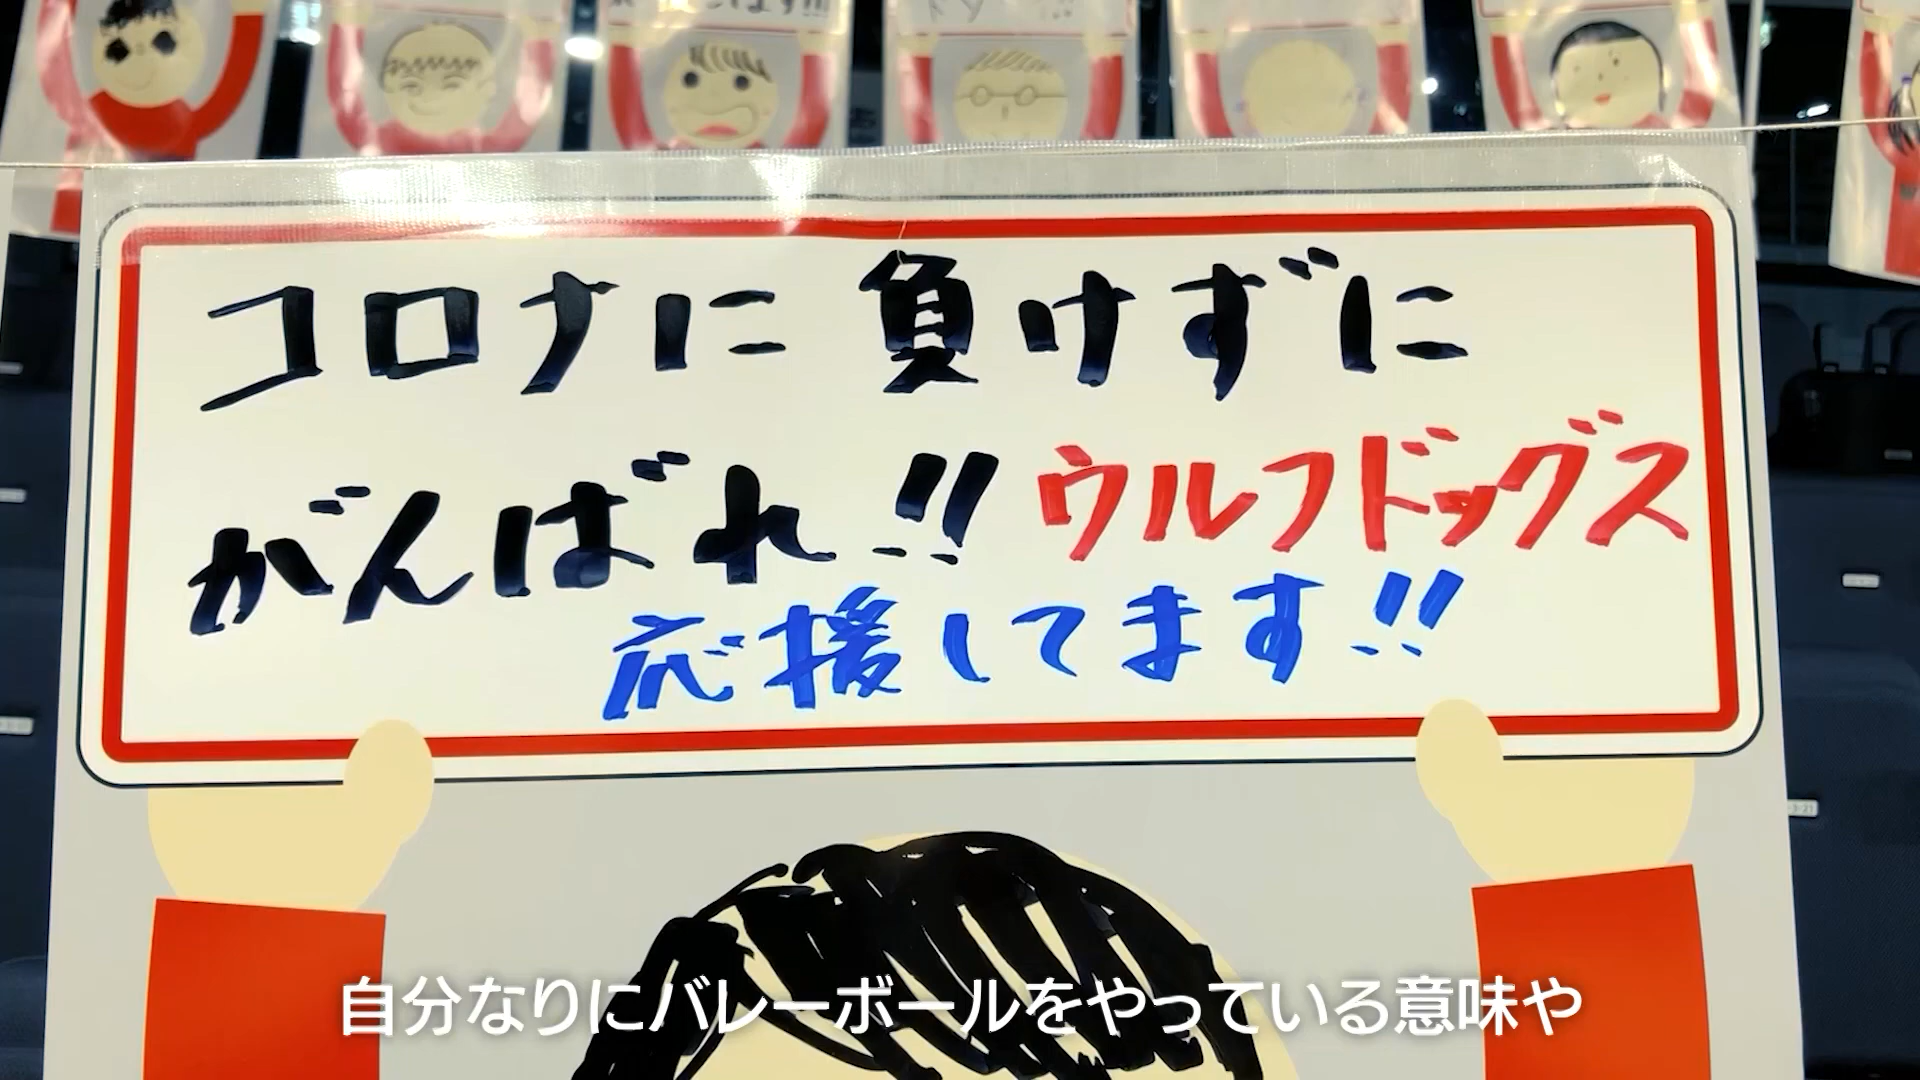 コロナに負けずに
がんばれ!! ウルフドッグス
応援してます!!
自分なりにバレーボールをやっている意味や